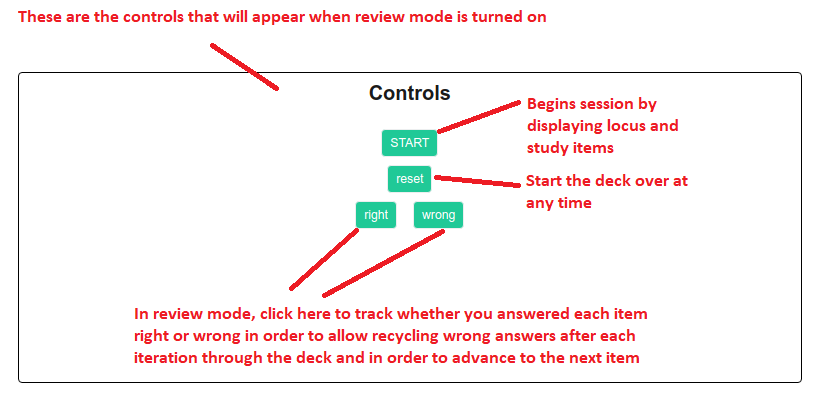 These are the controls that will appear when review mode is turned on
Controls
START
Begins session by
displaying locus and
study items
reset
Start the deck over at
any time
right
wrong
In review mode, click here to track whether you answered each item
right or wrong in order to allow recycling wrong answers after each
iteration through the deck and in order to advance to the next item